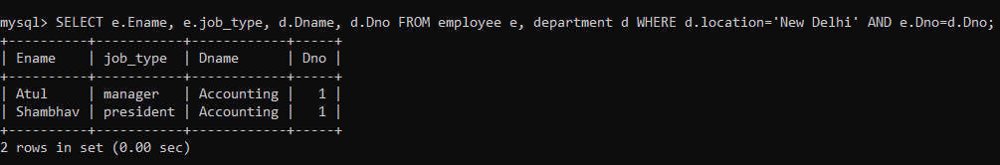 mysql> SELECT e.Ename, e.job_type, d.Dname, d.Dno FROM employee e, department d WHERE d.location='New Delhi' AND e.Dno=d.Dno;
+----------+-----------+------------+-----+
| Ename    | job_type  | Dname      | Dno |
+----------+-----------+------------+-----+
| Atul     | manager   | Accounting |   1 |
| Shambhav | president | Accounting |   1 |
+----------+-----------+------------+-----+
2 rows in set (0.00 sec)